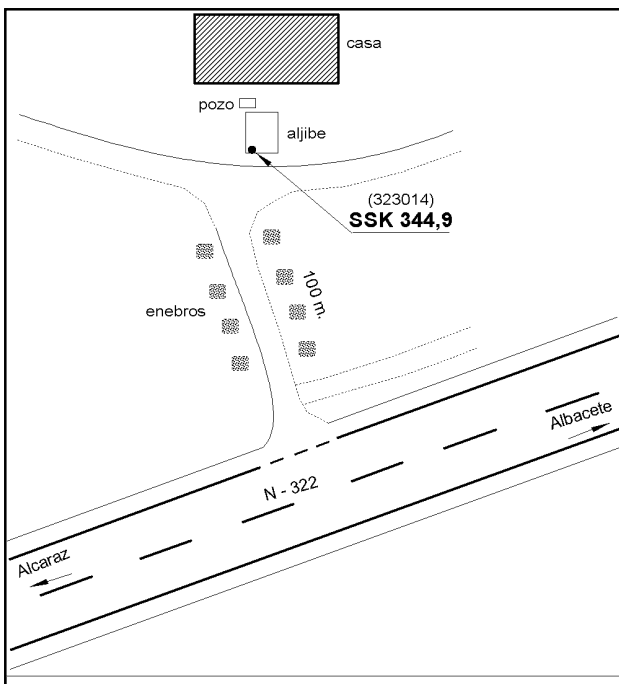 casa
pozo
aljibe
(323014)
SSK 344,9
100 m.
enebros
Albacete
N - 322
Alcaraz